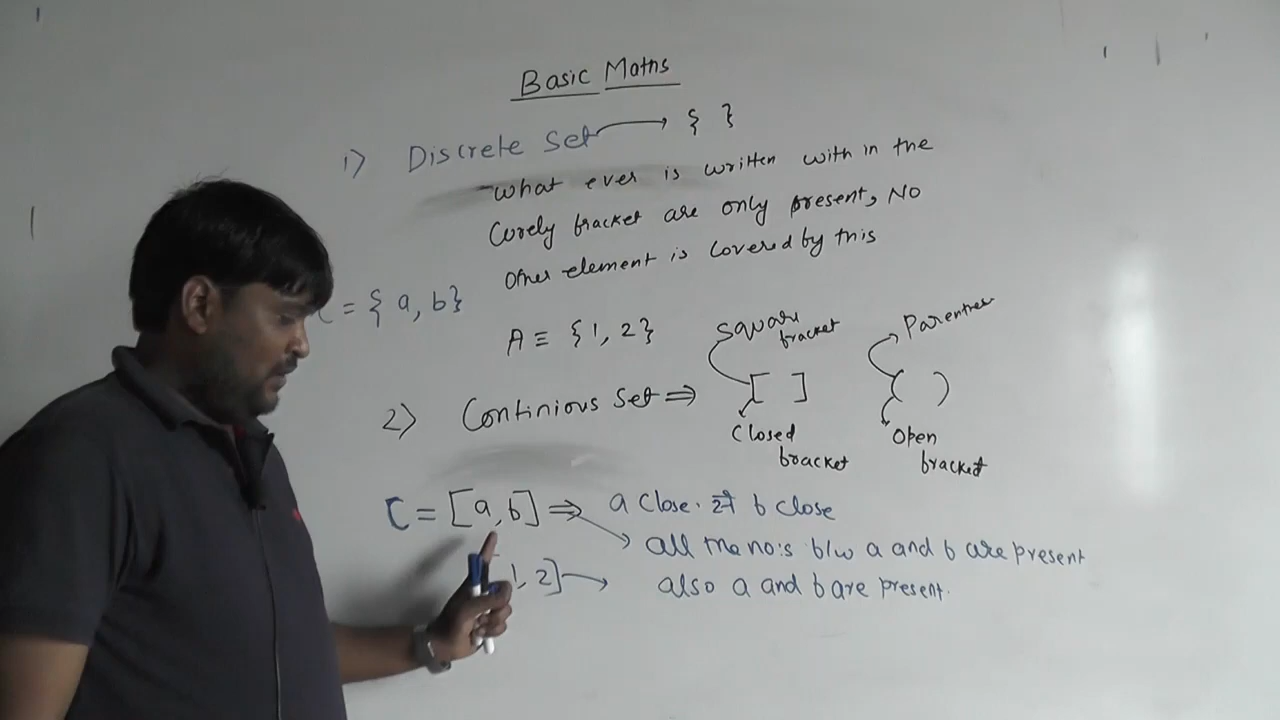 Basic Maths
1) Discrete Set → { }
What ever is written with in the
Curely bracket are only present, No
Other element is covered by this
= { a, b}
A ≡ {1, 2}
Square bracket
Parenthes
2) Continious Set ⇒ [ ] ( )
Closed bracket
Open bracket
C = [a, b] ⇒ a close से b close
all the no:s b/w a and b are present
1, 2] → also a and b are present.